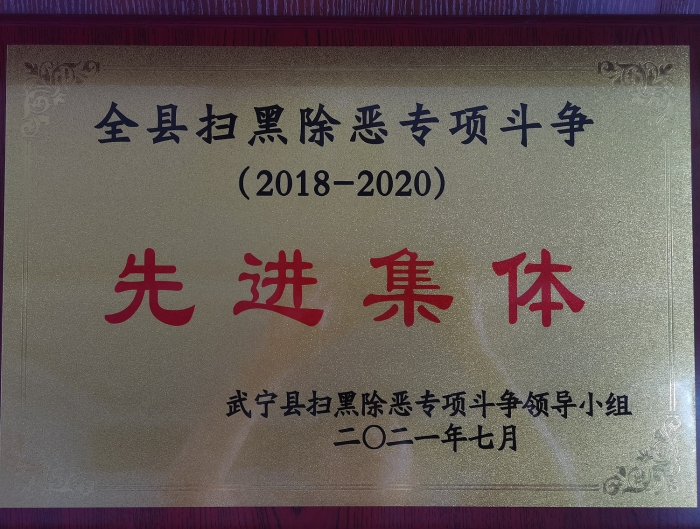 全县扫黑除恶专项斗争
(2018-2020)
先进集体
武宁县扫黑除恶专项斗争领导小组
二〇二一年七月